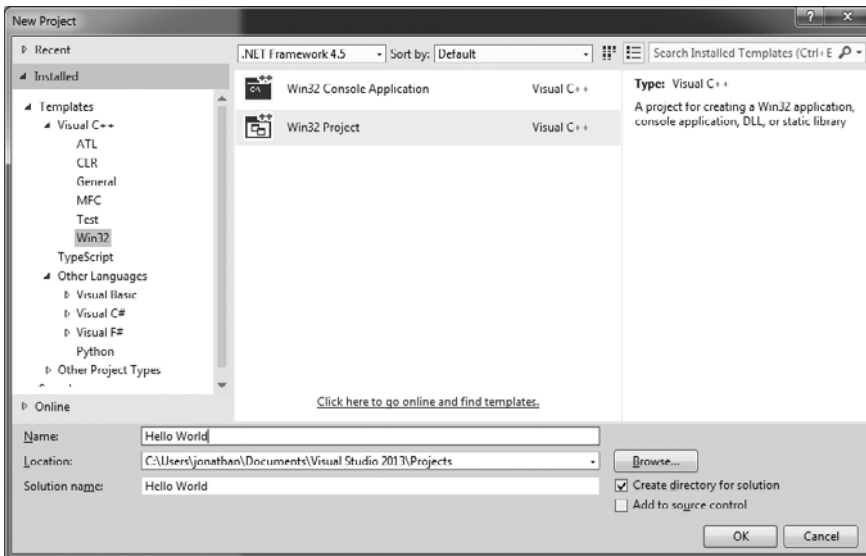 New Project
Recent
Installed
Templates
Visual C++
ATL
CLR
General
MFC
Test
Win32
TypeScript
Other Languages
Visual Basic
Visual C#
Visual F#
Python
Other Project Types
Online
.NET Framework 4.5
Sort by: Default
Search Installed Templates (Ctrl+E
Win32 Console Application Visual C++
Win32 Project Visual C++
Click here to go online and find templates.
Type: Visual C++
A project for creating a Win32 application,
console application, DLL, or static library
Name: Hello World
Location: C:\Users\jonathan\Documents\Visual Studio 2013\Projects
Browse...
Solution name: Hello World
Create directory for solution
Add to source control
OK Cancel